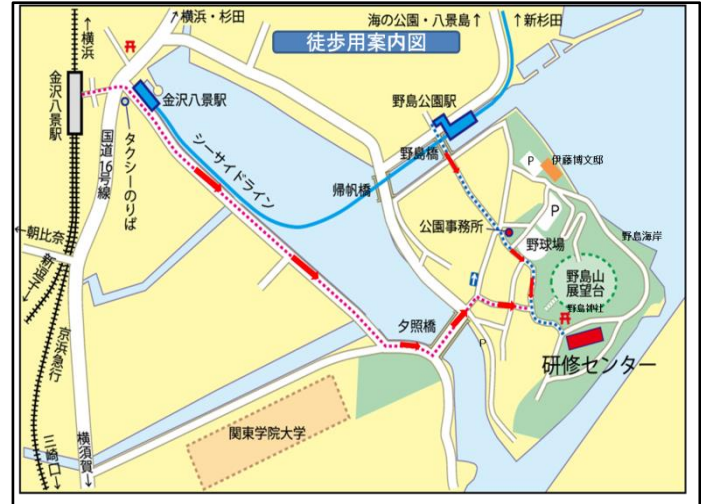 徒歩用案内図
↑横浜
↗横浜・杉田
海の公園・八景島↑
↑新杉田
金沢八景駅
金沢八景駅
国道16号線
タクシーのりば
シーサイドライン
野島公園駅
野島橋
帰帆橋
P
伊藤博文邸
P
公園事務所
野球場
野島海岸
野島山
展望台
野島神社
←朝比奈
新逗子→
京浜急行
夕照橋
P
研修センター
関東学院大学
三崎口→
横須賀→